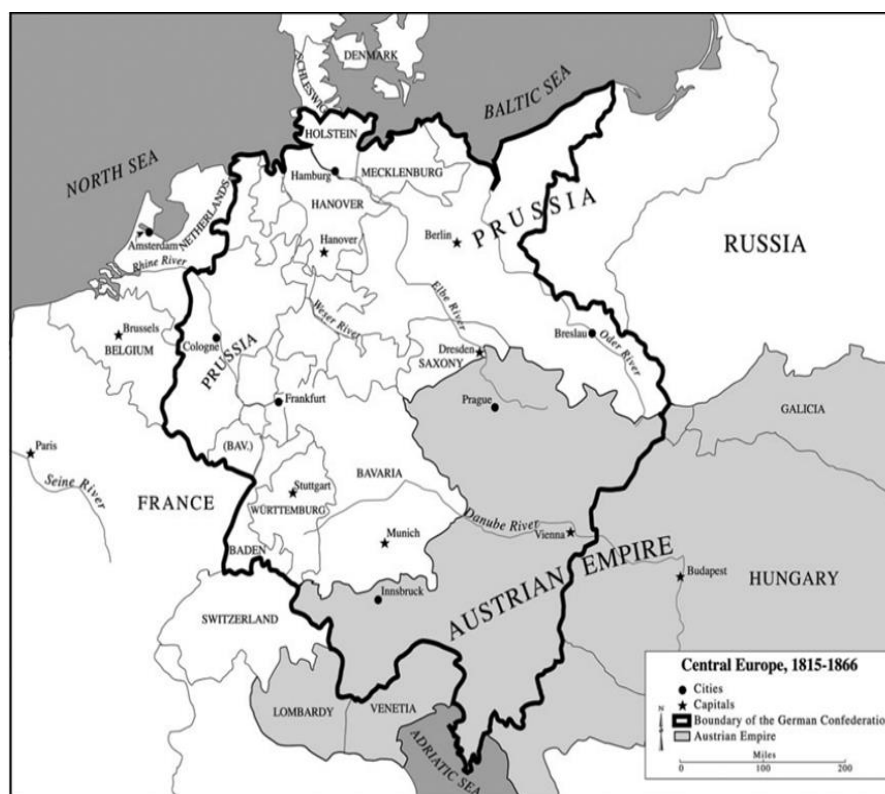 DENMARK
SCHLESWIG
BALTIC SEA
HOLSTEIN
NORTH SEA
Hamburg
MECKLENBURG
NETHERLANDS
HANOVER
PRUSSIA
Amsterdam
Hanover
Berlin
RUSSIA
Rhine River
Elbe River
Brussels
BELGIUM
Cologne
PRUSSIA
Weser River
Breslau
Oder River
Dresden
SAXONY
Frankfurt
Prague
GALICIA
Paris
(BAV.)
BAVARIA
Seine River
FRANCE
Stuttgart
WÜRTTEMBURG
Danube River
Vienna
BADEN
Munich
AUSTRIAN EMPIRE
Budapest
HUNGARY
Innsbruck
SWITZERLAND
LOMBARDY
VENETIA
ADRIATIC SEA
Central Europe, 1815-1866
Cities
Capitals
N
Boundary of the German Confederation
Austrian Empire
Miles
0 100 200